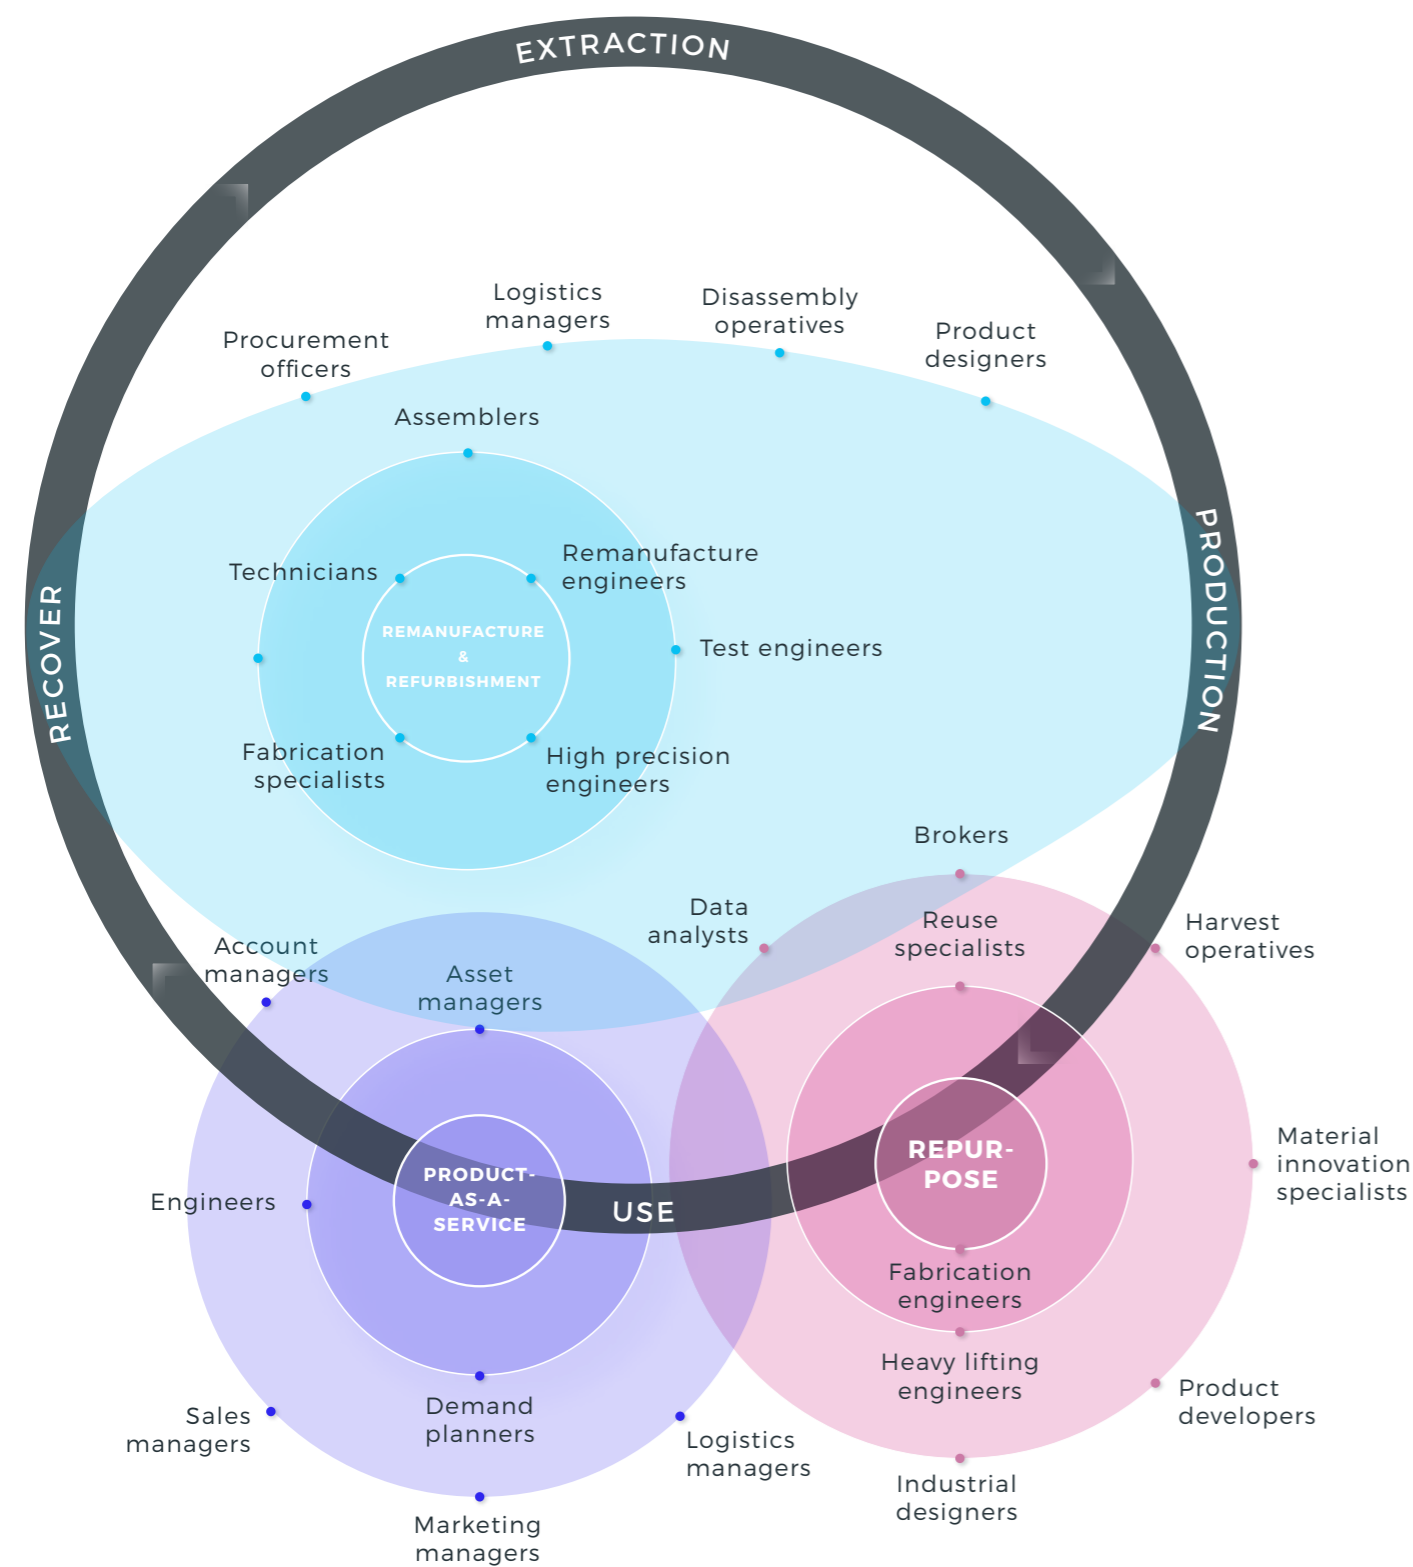 EXTRACTION
Logistics
managers
Disassembly
operatives
Procurement
officers
Product
designers
Assemblers
Technicians
Remanufacture
engineers
REMANUFACTURE
&
REFURBISHMENT
Test engineers
Fabrication
specialists
High precision
engineers
RECOVER
PRODUCTION
Brokers
Data
analysts
Reuse
specialists
Harvest
operatives
Account
managers
Asset
managers
Material
innovation
specialists
REPUR-
POSE
PRODUCT-
AS-A-
SERVICE
Engineers
USE
Fabrication
engineers
Heavy lifting
engineers
Product
developers
Demand
planners
Sales
managers
Logistics
managers
Industrial
designers
Marketing
managers